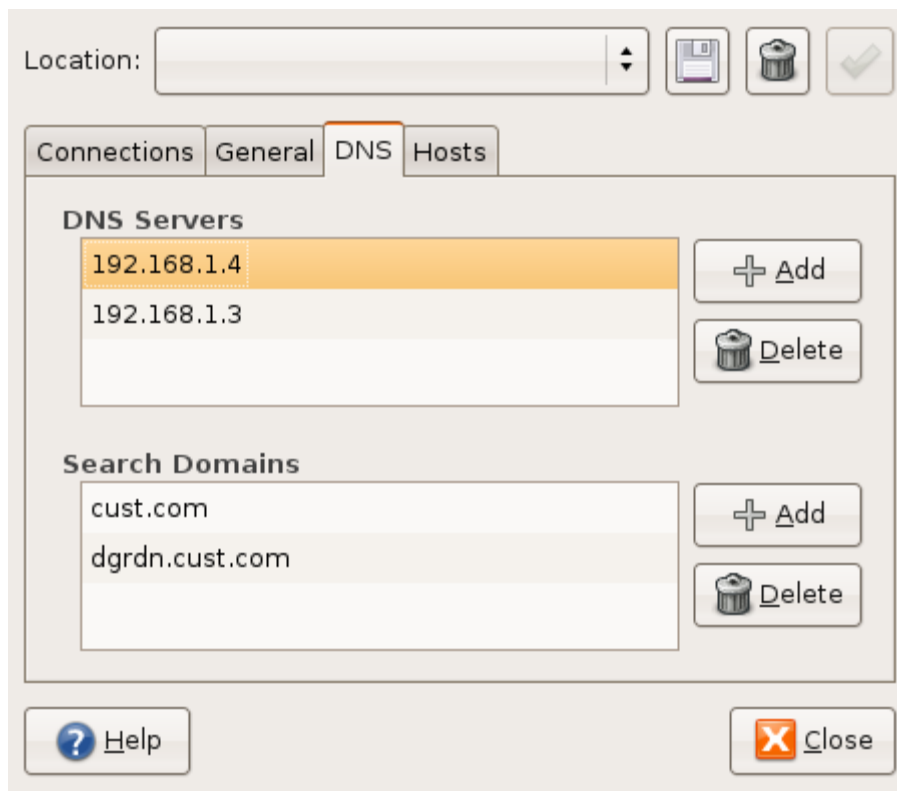 Location:
Connections General DNS Hosts
DNS Servers
192.168.1.4
Add
192.168.1.3
Delete
Search Domains
cust.com
Add
dgrdn.cust.com
Delete
Help Close